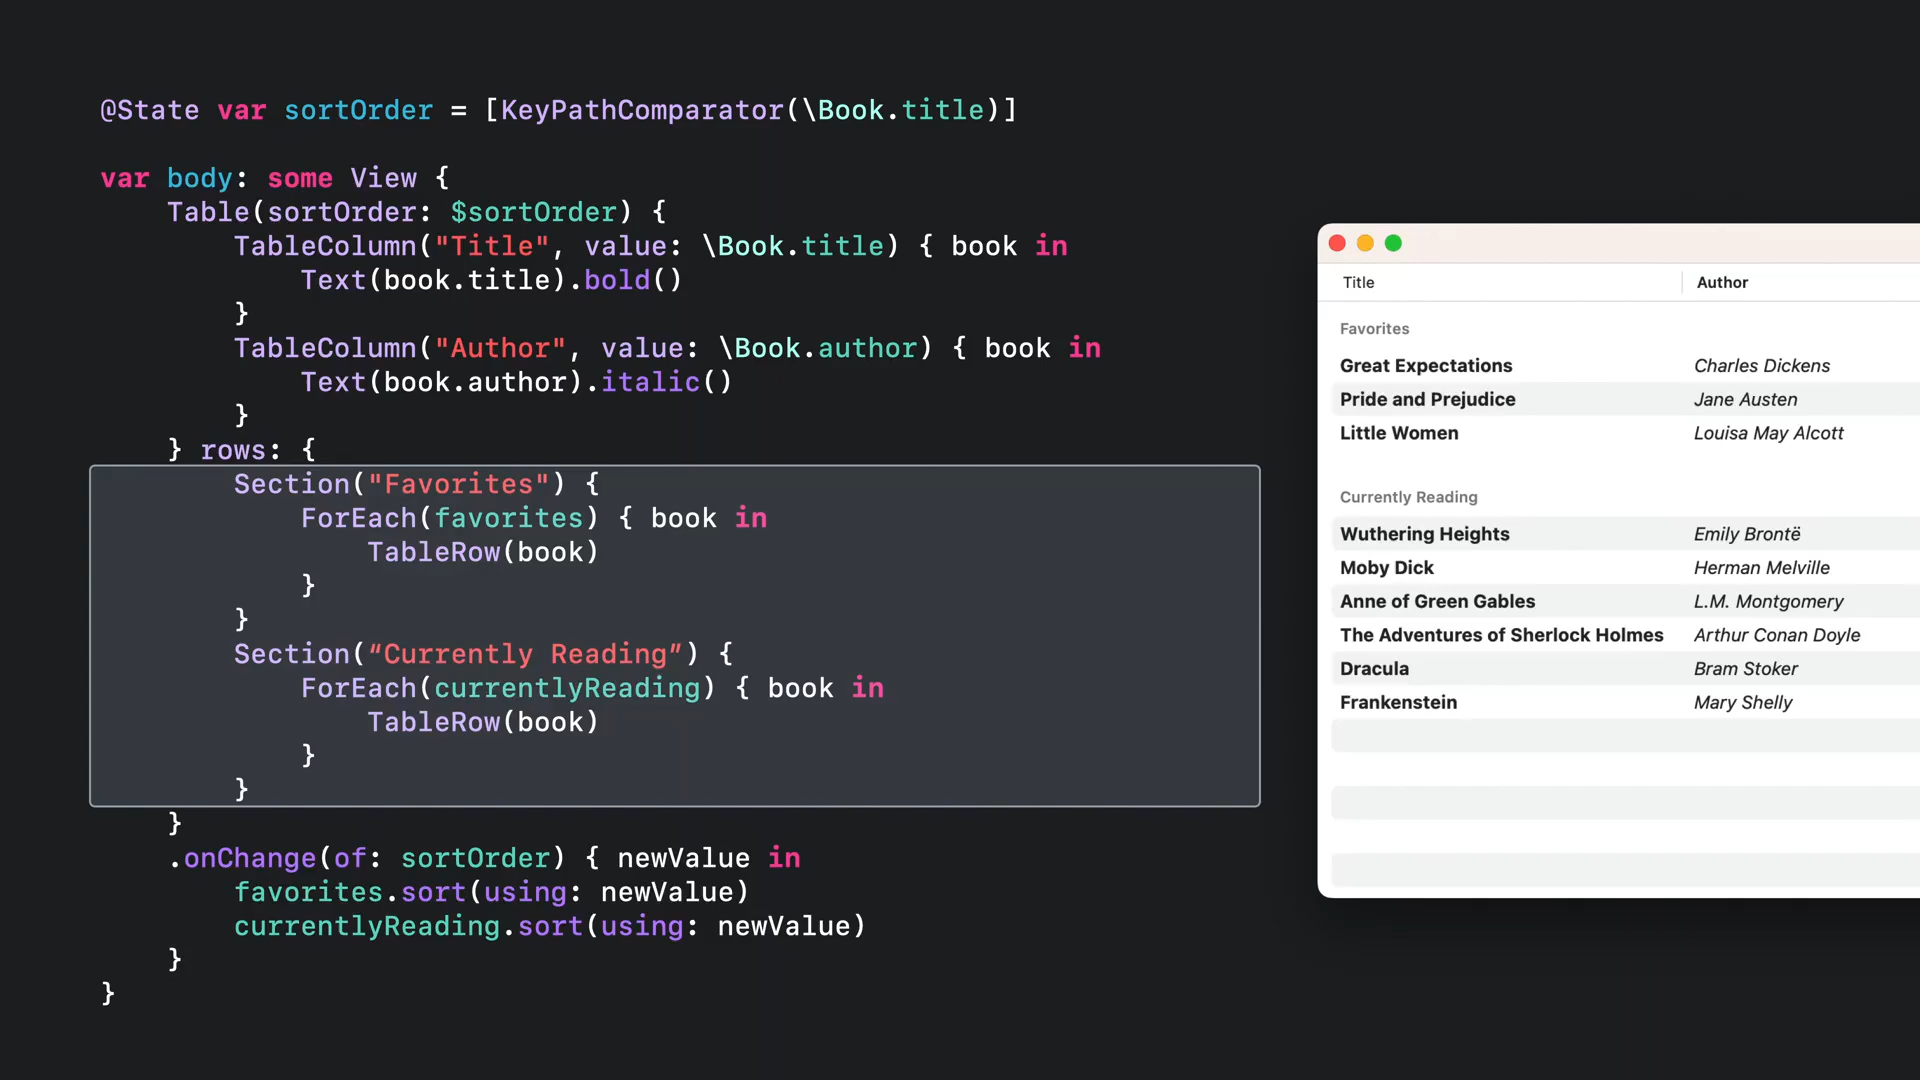 @State var sortOrder = [KeyPathComparator(\Book.title)]
var body: some View {
Table(sortOrder: $sortOrder) {
TableColumn("Title", value: \Book.title) { book in
Text(book.title).bold()
}
TableColumn("Author", value: \Book.author) { book in
Text(book.author).italic()
}
} rows: {
Section("Favorites") {
ForEach(favorites) { book in
TableRow(book)
}
}
Section(“Currently Reading”) {
ForEach(currentlyReading) { book in
TableRow(book)
}
}
}
.onChange(of: sortOrder) { newValue in
favorites.sort(using: newValue)
currentlyReading.sort(using: newValue)
}
}
Title Author
Favorites
Great Expectations Charles Dickens
Pride and Prejudice Jane Austen
Little Women Louisa May Alcott
Currently Reading
Wuthering Heights Emily Brontë
Moby Dick Herman Melville
Anne of Green Gables L.M. Montgomery
The Adventures of Sherlock Holmes Arthur Conan Doyle
Dracula Bram Stoker
Frankenstein Mary Shelly